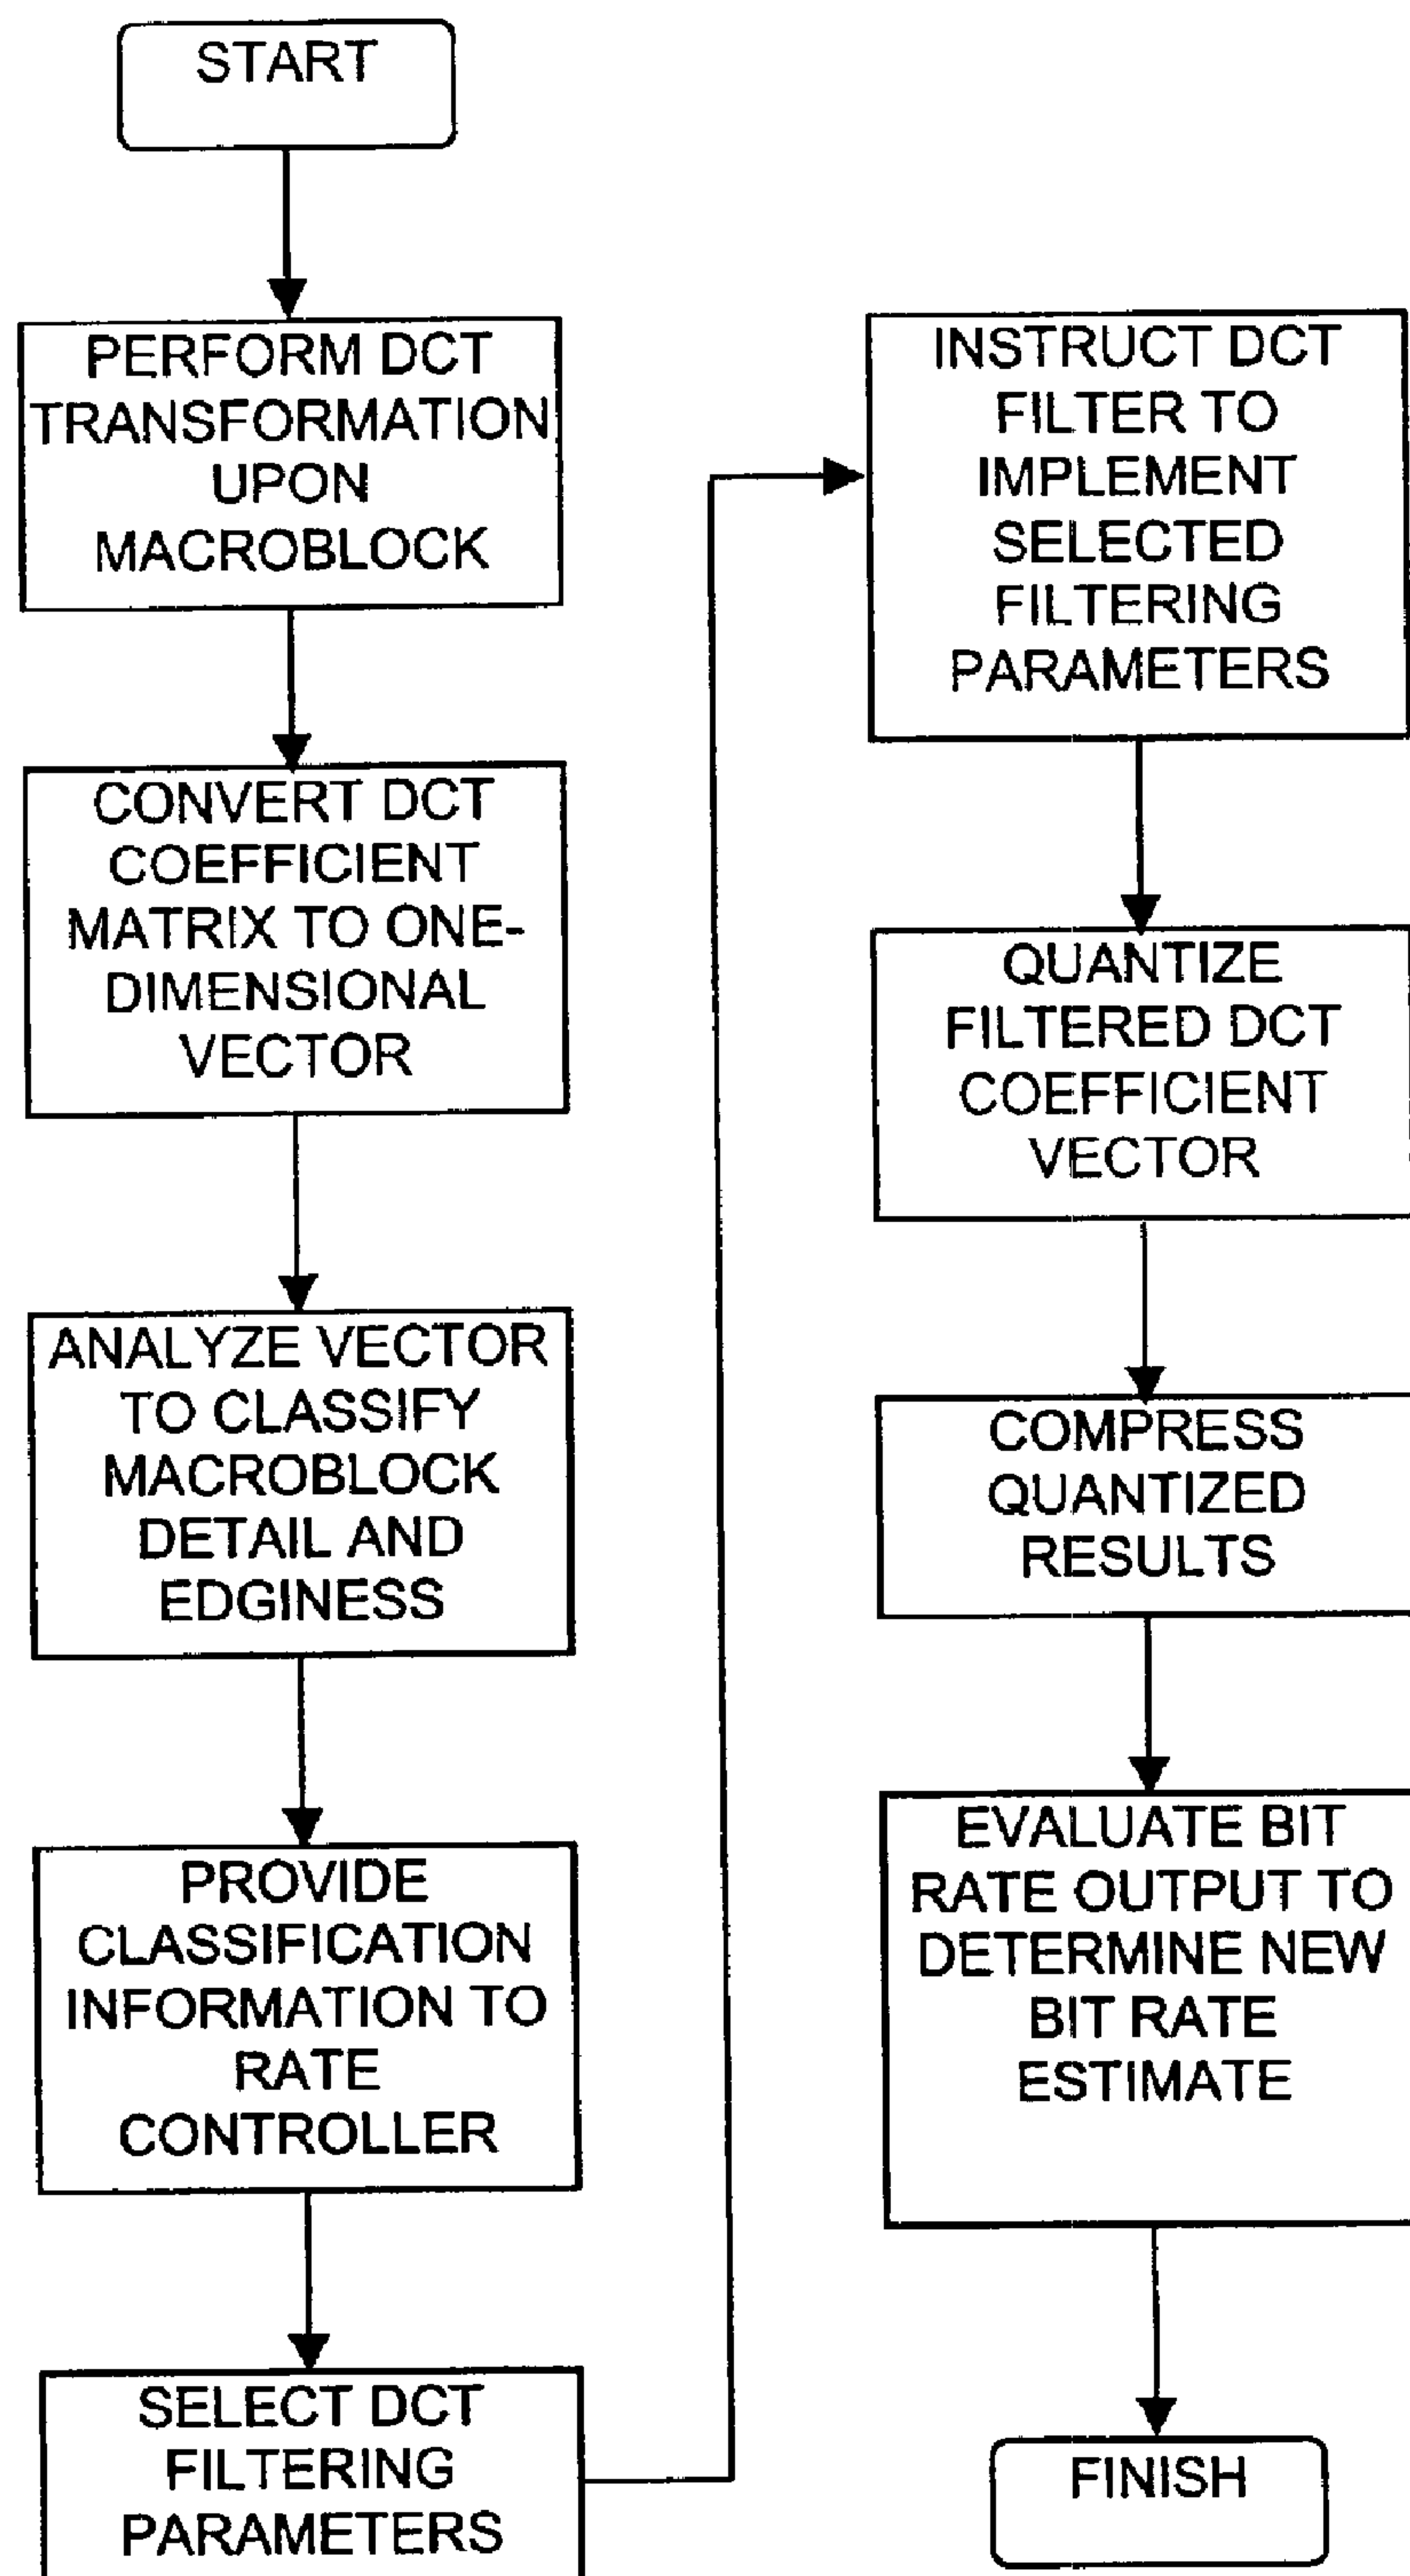 START
PERFORM DCT
TRANSFORMATION
UPON
MACROBLOCK
CONVERT DCT
COEFFICIENT
MATRIX TO ONE-
DIMENSIONAL
VECTOR
ANALYZE VECTOR
TO CLASSIFY
MACROBLOCK
DETAIL AND
EDGINESS
PROVIDE
CLASSIFICATION
INFORMATION TO
RATE
CONTROLLER
SELECT DCT
FILTERING
PARAMETERS
INSTRUCT DCT
FILTER TO
IMPLEMENT
SELECTED
FILTERING
PARAMETERS
QUANTIZE
FILTERED DCT
COEFFICIENT
VECTOR
COMPRESS
QUANTIZED
RESULTS
EVALUATE BIT
RATE OUTPUT TO
DETERMINE NEW
BIT RATE
ESTIMATE
FINISH